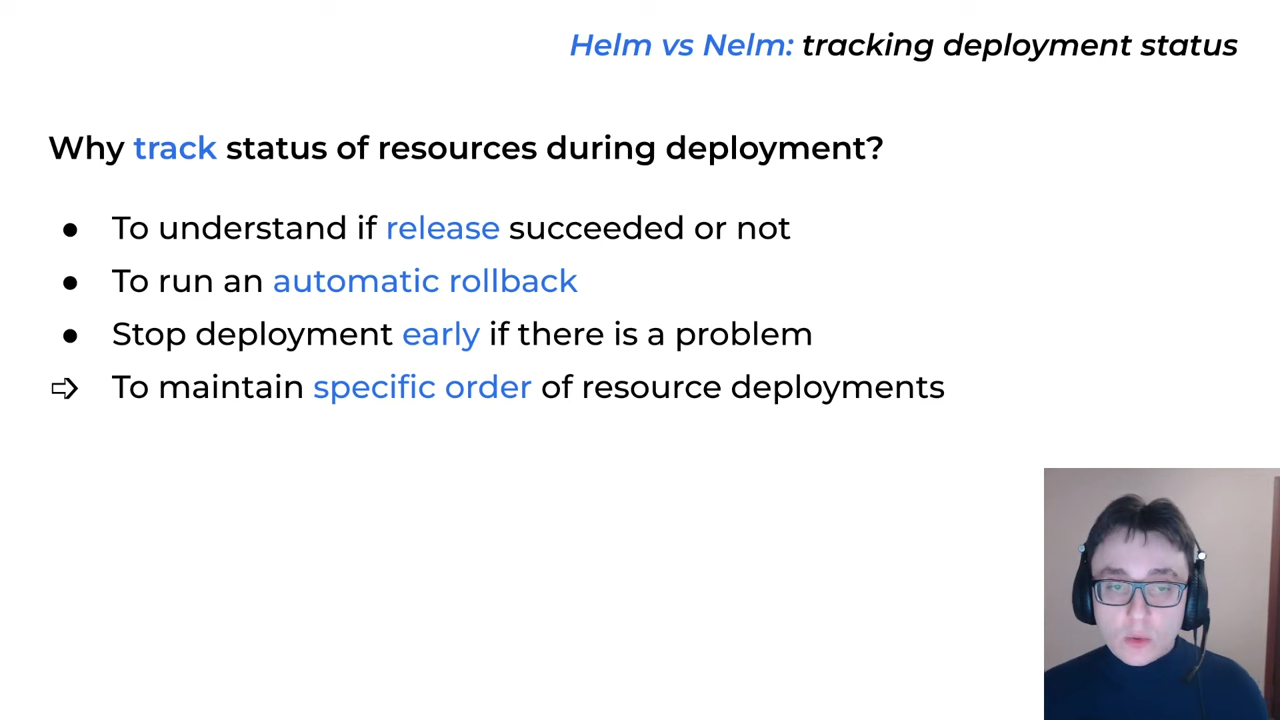 Helm vs Nelm: tracking deployment status
Why track status of resources during deployment?
● To understand if release succeeded or not
● To run an automatic rollback
● Stop deployment early if there is a problem
⇨ To maintain specific order of resource deployments